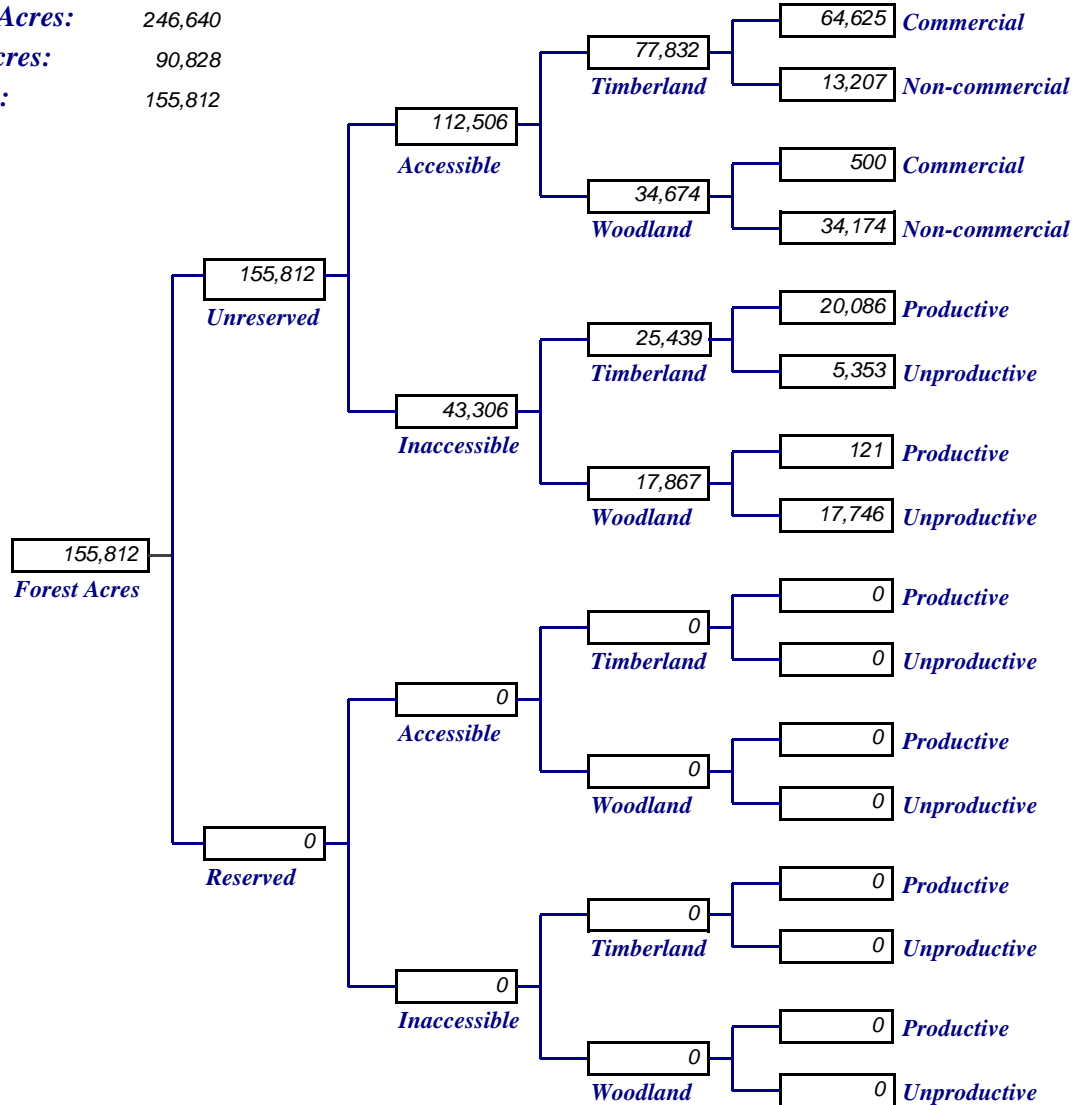 Acres: 246,640
cres: 90,828
: 155,812
64,625 Commercial
77,832
Timberland
13,207 Non-commercial
112,506
Accessible
500 Commercial
34,674
Woodland
34,174 Non-commercial
155,812
Unreserved
20,086 Productive
25,439
Timberland
5,353 Unproductive
43,306
Inaccessible
121 Productive
17,867
Woodland
17,746 Unproductive
155,812
Forest Acres
0 Productive
0
Timberland
0 Unproductive
0
Accessible
0 Productive
0
Woodland
0 Unproductive
0
Reserved
0 Productive
0
Timberland
0 Unproductive
0
Inaccessible
0 Productive
0
Woodland
0 Unproductive